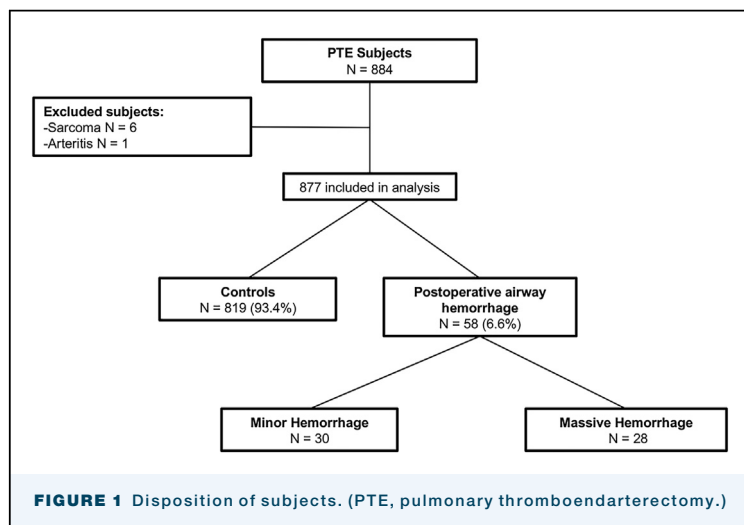 PTE Subjects
N = 884
Excluded subjects:
-Sarcoma N = 6
-Arteritis N = 1
877 included in analysis
Controls
N = 819 (93.4%)
Postoperative airway
hemorrhage
N = 58 (6.6%)
Minor Hemorrhage
N = 30
Massive Hemorrhage
N = 28
FIGURE 1 Disposition of subjects. (PTE, pulmonary thromboendarterectomy.)